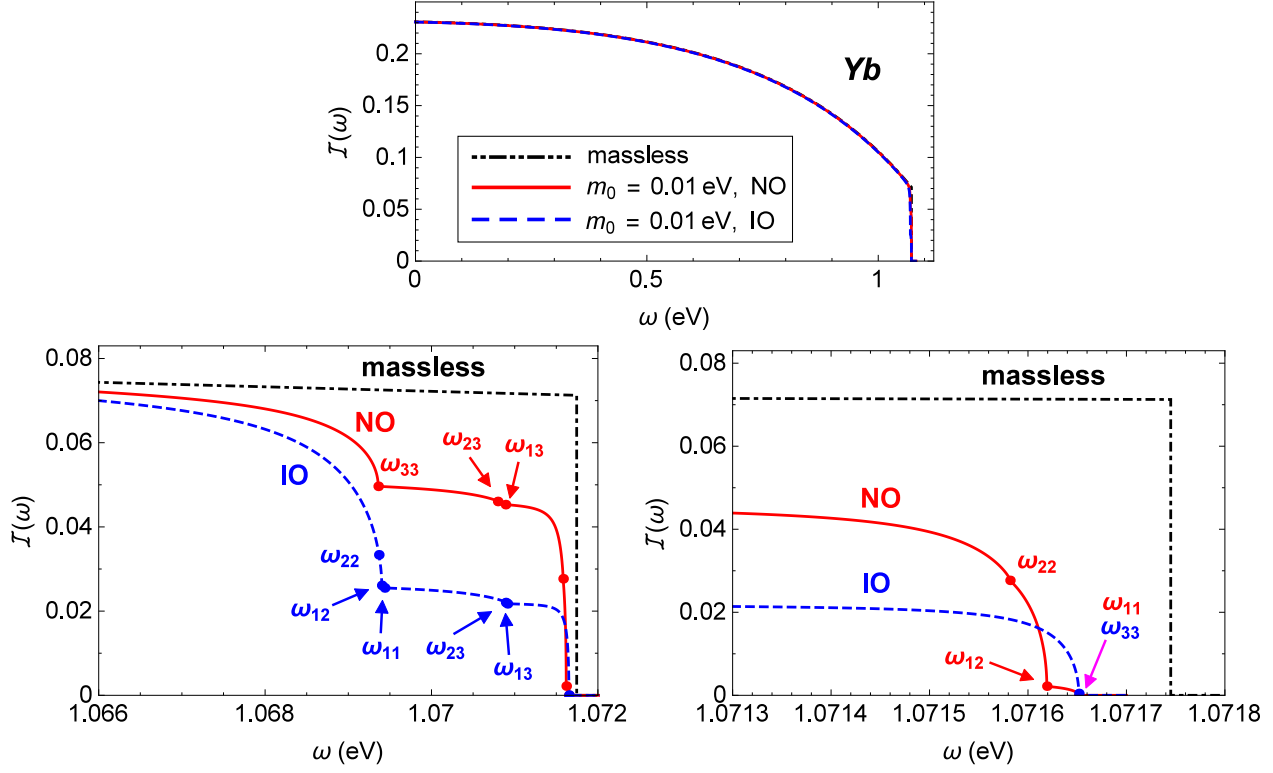 Yb
0.2
0.15
0.1
0.05
0
I(ω)
massless
m₀ = 0.01 eV, NO
m₀ = 0.01 eV, IO
0 0.5 1
ω (eV)
0.08
0.06
0.04
0.02
0
I(ω)
massless
NO
IO
ω₃₃
ω₂₃
ω₁₃
ω₂₂
ω₁₂
ω₁₁
ω₂₃
ω₁₃
1.066 1.068 1.07 1.072
ω (eV)
0.08
0.06
0.04
0.02
0
I(ω)
massless
NO
IO
ω₂₂
ω₁₁
ω₃₃
ω₁₂
1.0713 1.0714 1.0715 1.0716 1.0717 1.0718
ω (eV)